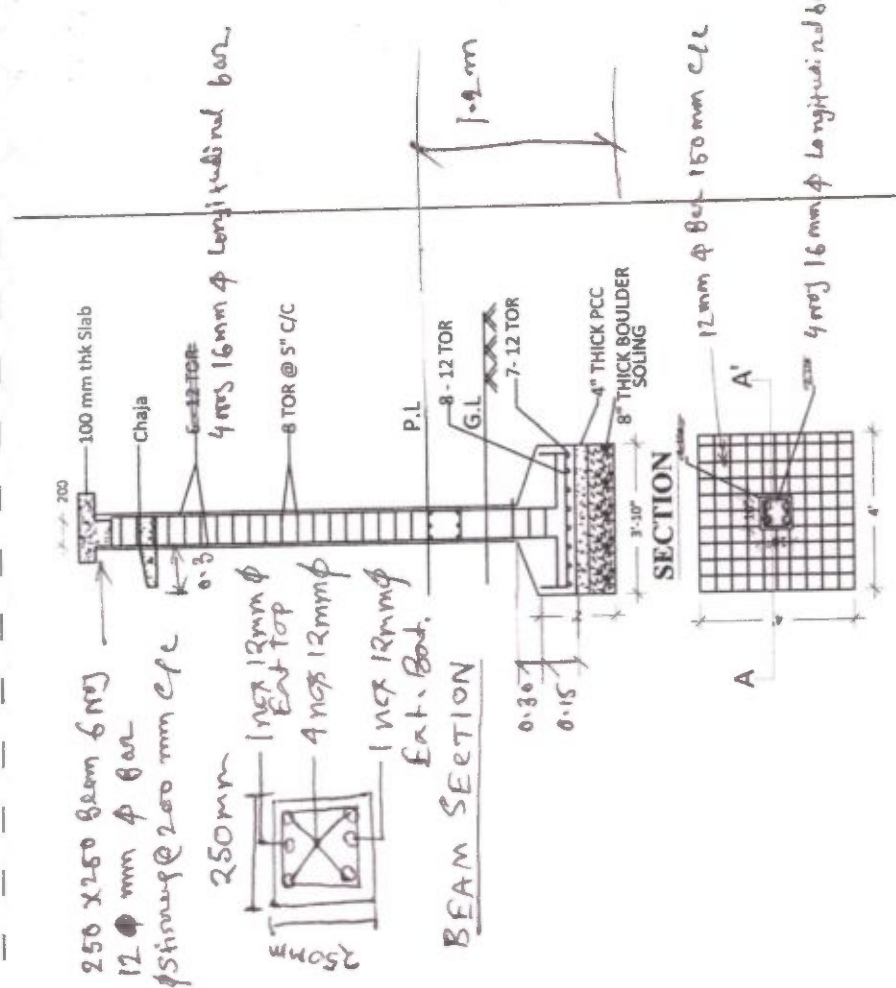 250 x 250 Beam 6 nos
12 ϕ mm ϕ Bar
@ 200 mm c/c
250mm
250mm
1 nos 12mm ϕ
Ext Top
4 nos 12mm ϕ
1 nos 12mm ϕ
Ext. Bot.
BEAM SECTION
200
100 mm thk Slab
Chaja
0.3
6 - 12 TOR
4 nos 16mm ϕ Longitudinal bar.
8 TOR @ 5" C/C
P.L
8 - 12 TOR
G.L
7- 12 TOR
4" THICK PCC
8" THICK BOULDER
SOLING
1.2 m
0.30
0.15
3'-10"
SECTION
12mm ϕ Bar 150mm c/c
4 nos 16mm ϕ Longitudinal b
10"
A
A'
4'